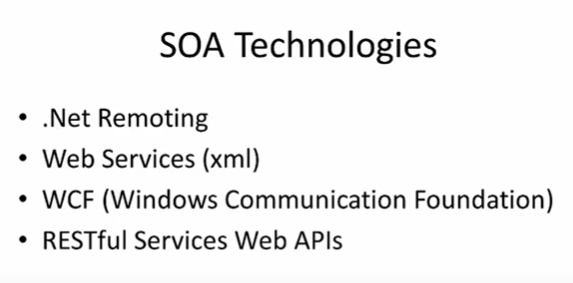 SOA Technologies
• .Net Remoting
• Web Services (xml)
• WCF (Windows Communication Foundation)
• RESTful Services Web APIs